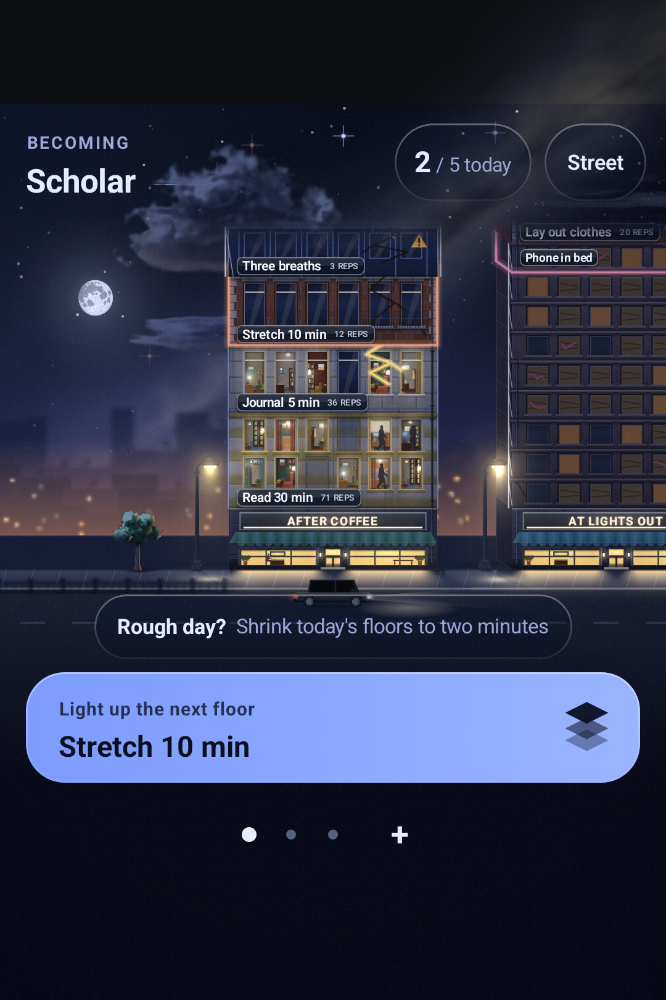 BECOMING
Scholar
2 / 5 today
Street
Three breaths 3 REPS
Stretch 10 min 12 REPS
Journal 5 min 36 REPS
Read 30 min 71 REPS
AFTER COFFEE
Lay out clothes 20 REPS
Phone in bed
AT LIGHTS OUT
Rough day? Shrink today's floors to two minutes
Light up the next floor
Stretch 10 min
+